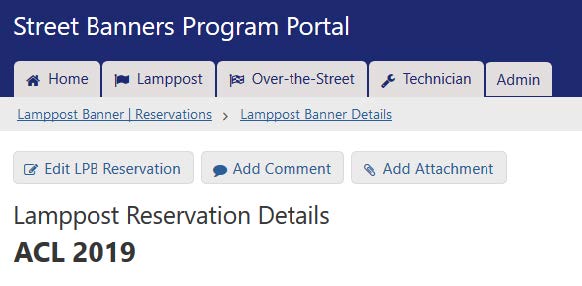 Street Banners Program Portal
Home Lamppost Over-the-Street Technician Admin
Lamppost Banner | Reservations > Lamppost Banner Details
Edit LPB Reservation Add Comment Add Attachment
Lamppost Reservation Details
ACL 2019